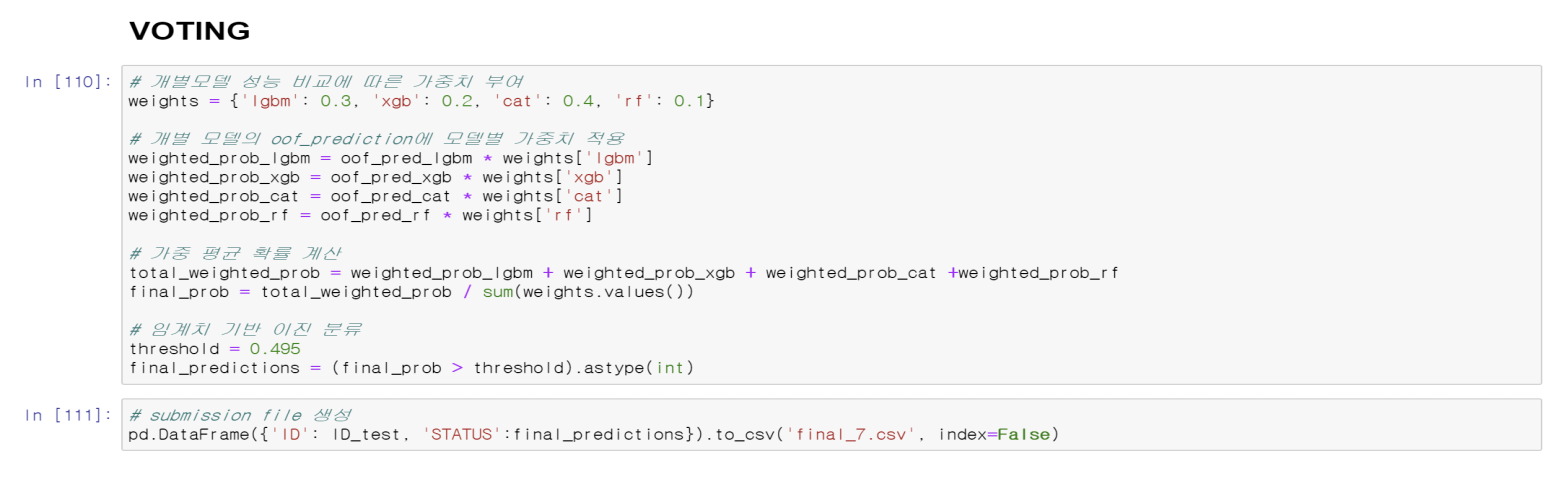 VOTING
In [110]:
# 개별모델 성능 비교에 따른 가중치 부여
weights = {'lgbm': 0.3, 'xgb': 0.2, 'cat': 0.4, 'rf': 0.1}
# 개별 모델의 oof_prediction에 모델별 가중치 적용
weighted_prob_lgbm = oof_pred_lgbm * weights['lgbm']
weighted_prob_xgb = oof_pred_xgb * weights['xgb']
weighted_prob_cat = oof_pred_cat * weights['cat']
weighted_prob_rf = oof_pred_rf * weights['rf']
# 가중 평균 확률 계산
total_weighted_prob = weighted_prob_lgbm + weighted_prob_xgb + weighted_prob_cat +weighted_prob_rf
final_prob = total_weighted_prob / sum(weights.values())
# 임계치 기반 이진 분류
threshold = 0.495
final_predictions = (final_prob > threshold).astype(int)
In [111]:
# submission file 생성
pd.DataFrame({'ID': ID_test, 'STATUS':final_predictions}).to_csv('final_7.csv', index=False)